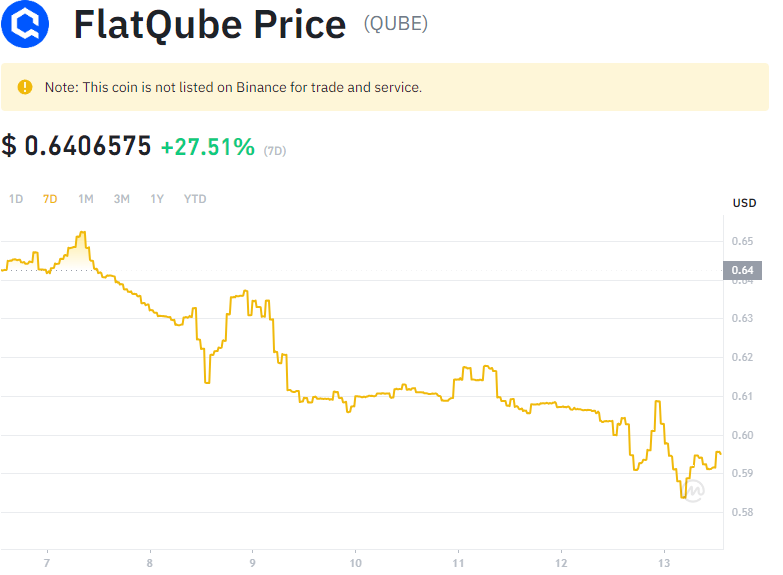 FlatQube Price (QUBE)
Note: This coin is not listed on Binance for trade and service.
$ 0.6406575 +27.51% (7D)
1D 7D 1M 3M 1Y YTD
USD
0.65
0.64
0.64
0.63
0.62
0.61
0.60
0.59
0.58
7 8 9 10 11 12 13